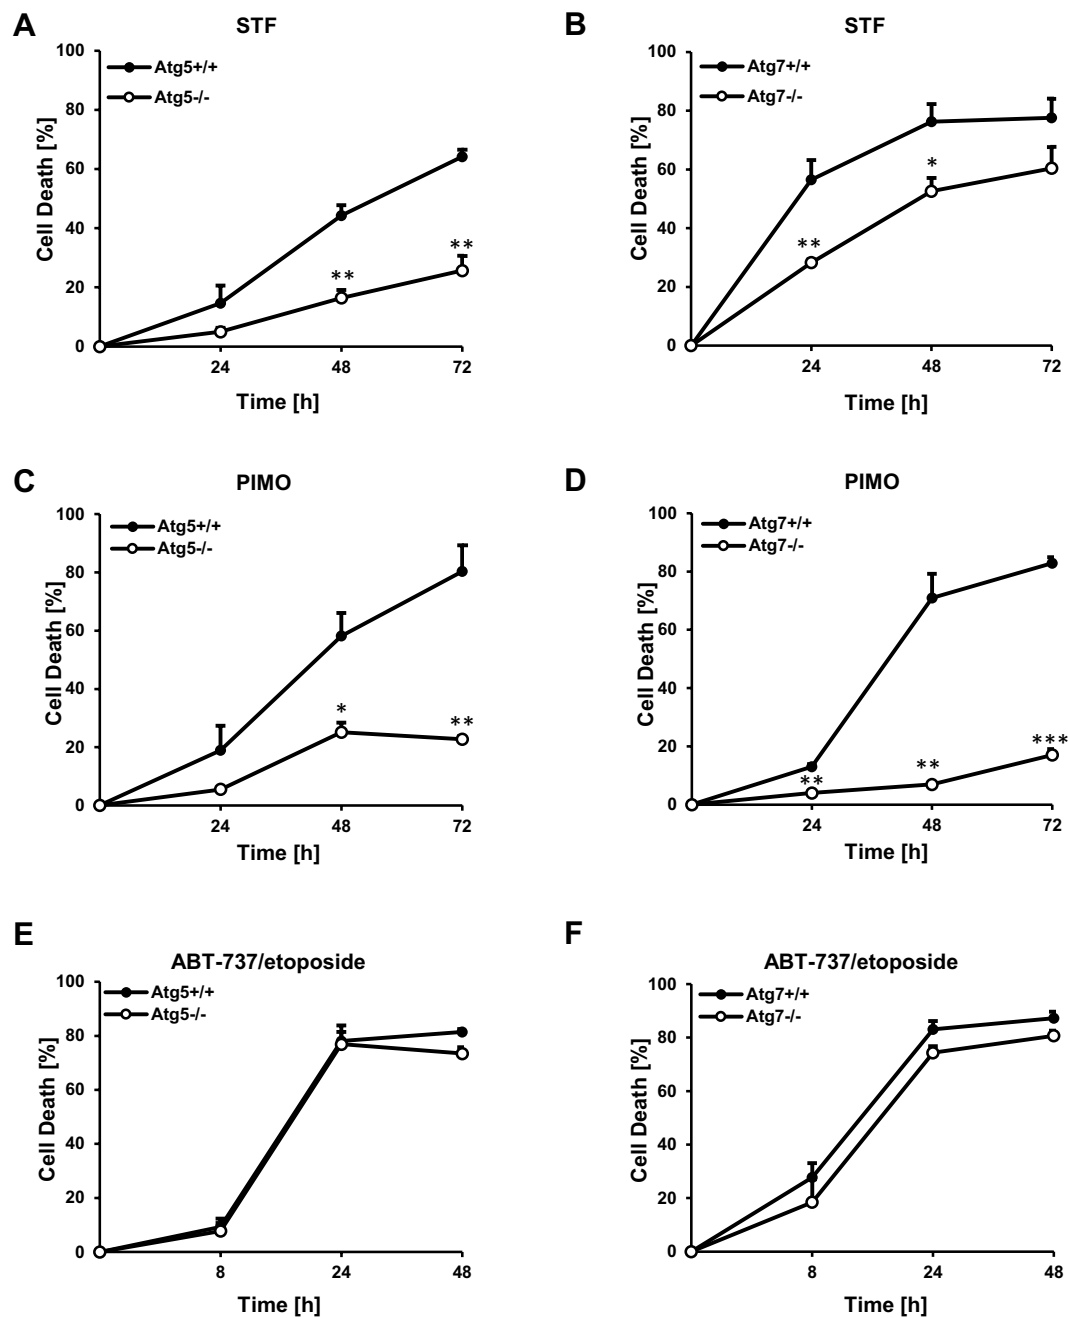 A
STF
100
80
60
40
20
0
Cell Death [%]
Atg5+/+
Atg5-/-
**
**
24
48
72
Time [h]
B
STF
100
80
60
40
20
0
Cell Death [%]
Atg7+/+
Atg7-/-
**
*
24
48
72
Time [h]
C
PIMO
100
80
60
40
20
0
Cell Death [%]
Atg5+/+
Atg5-/-
*
**
24
48
72
Time [h]
D
PIMO
100
80
60
40
20
0
Cell Death [%]
Atg7+/+
Atg7-/-
**
**
***
24
48
72
Time [h]
E
ABT-737/etoposide
100
80
60
40
20
0
Cell Death [%]
Atg5+/+
Atg5-/-
8
24
48
Time [h]
F
ABT-737/etoposide
100
80
60
40
20
0
Cell Death [%]
Atg7+/+
Atg7-/-
8
24
48
Time [h]